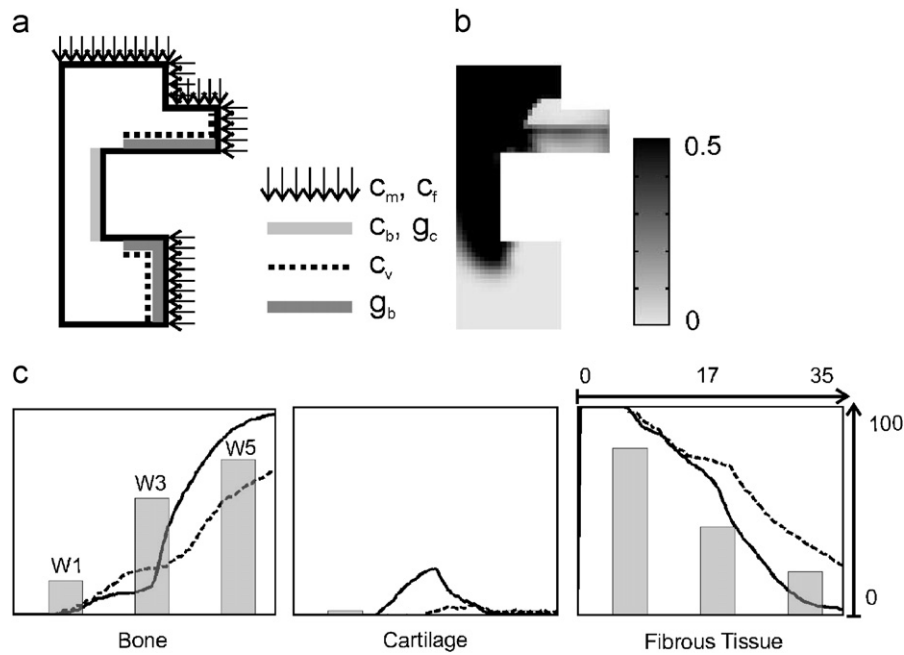 a
b
cₘ, c_f
c_b, g_c
c_v
g_b
0.5
0
c
0 17 35
W1
W3
W5
100
0
Bone
Cartilage
Fibrous Tissue